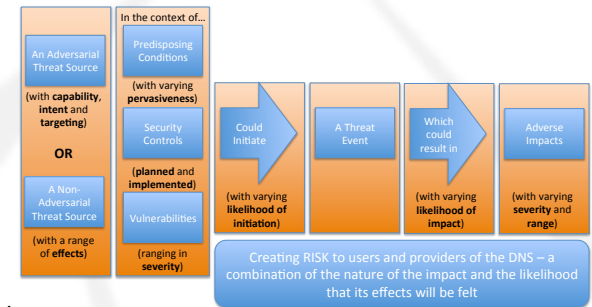 An Adversarial
Threat Source
(with capability,
intent and
targeting)
OR
A Non-
Adversarial
Threat Source
(with a range
of effects)
In the context of…
Predisposing
Conditions
(with varying
pervasiveness)
Security
Controls
(planned and
implemented)
Vulnerabilities
(ranging in
severity)
Could
Initiate
(with varying
likelihood of
initiation)
A Threat
Event
Which
could
result in
(with varying
likelihood of
impact)
Adverse
Impacts
(with varying
severity and
range)
Creating RISK to users and providers of the DNS – a
combination of the nature of the impact and the likelihood
that its effects will be felt